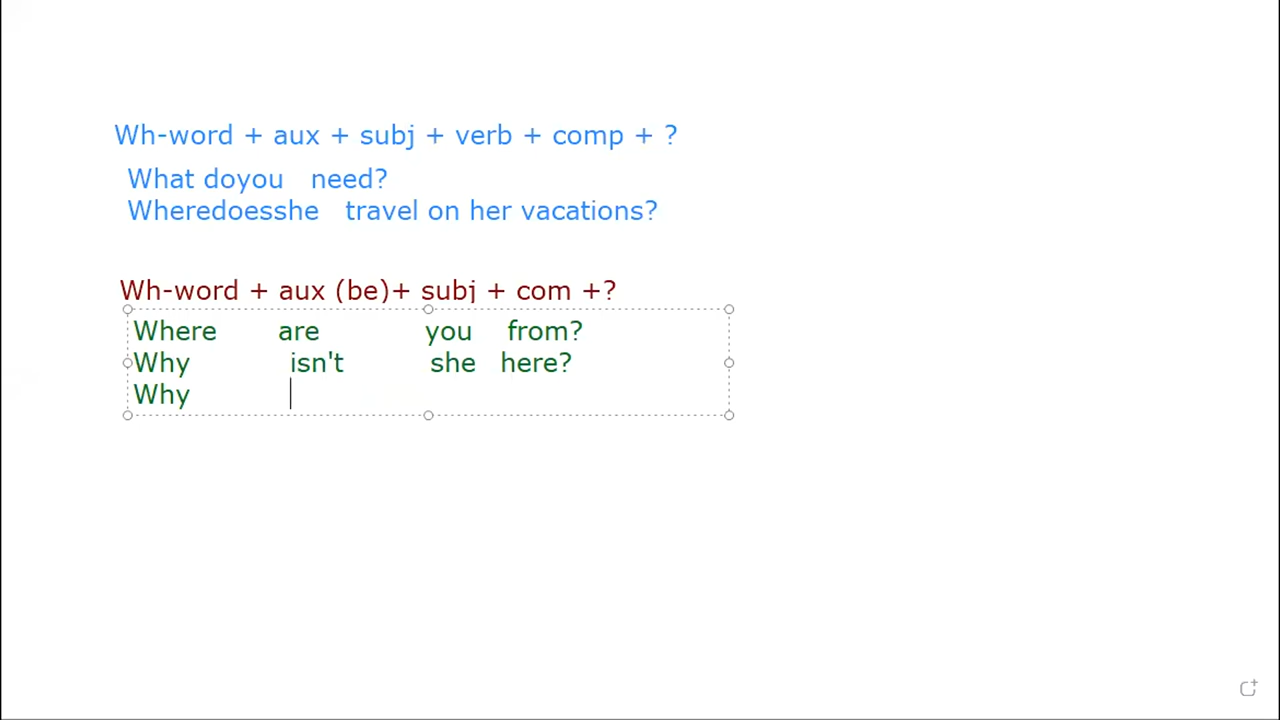 Wh-word + aux + subj + verb + comp + ?
What doyou need?
Wheredoesshe travel on her vacations?
Wh-word + aux (be)+ subj + com +?
Where are you from?
Why isn't she here?
Why